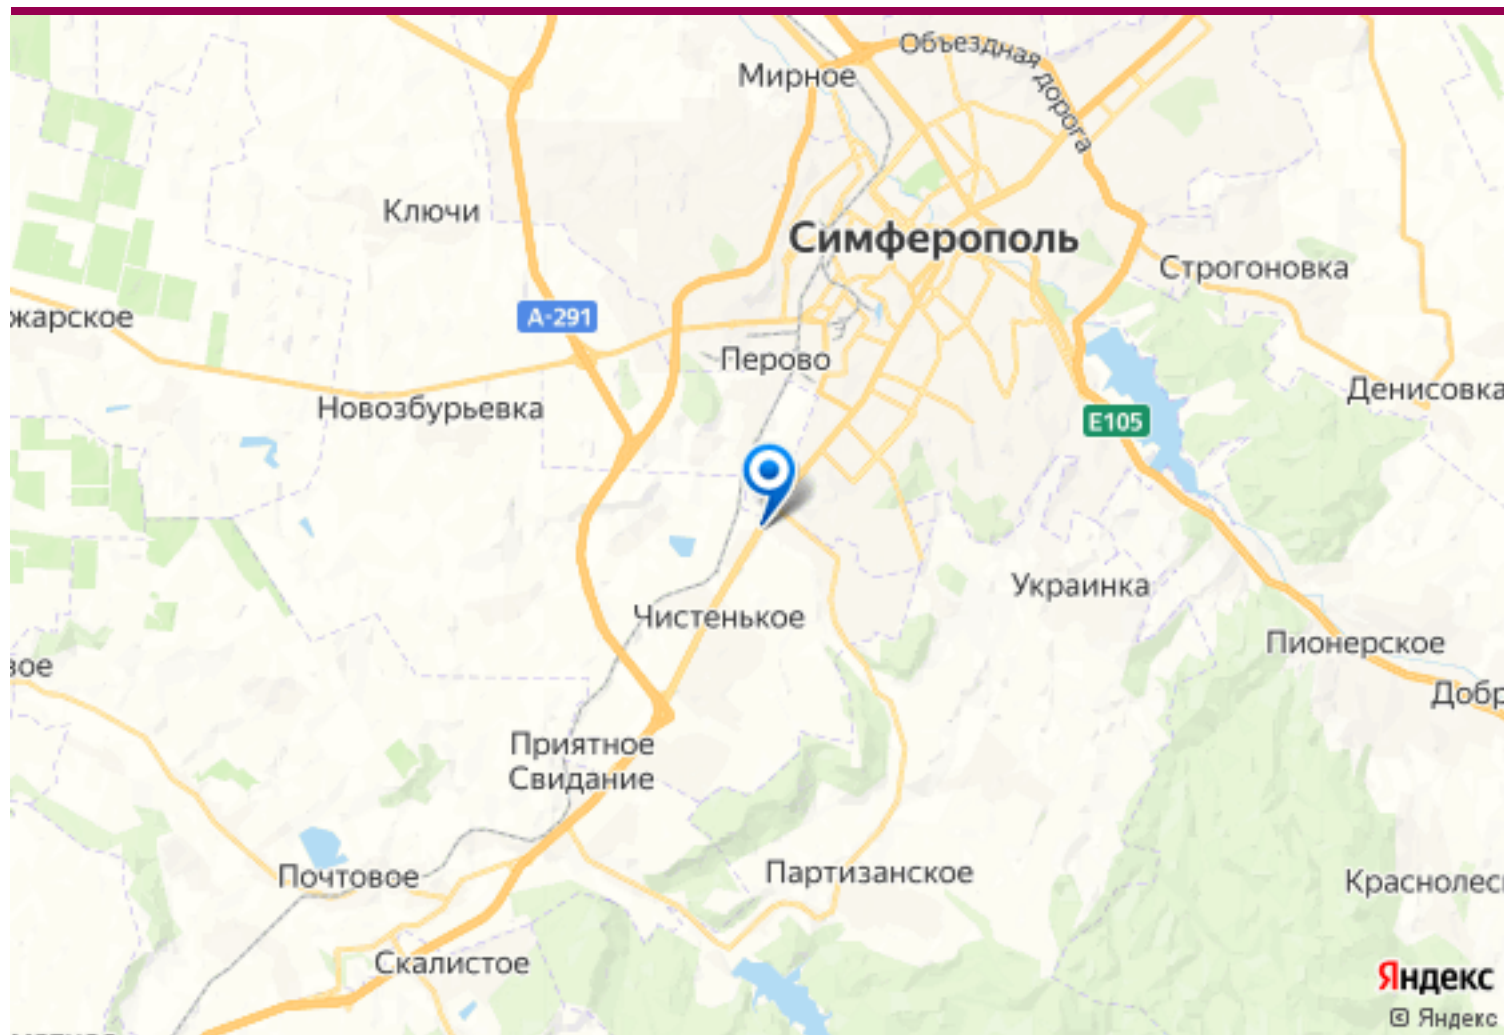 Объездная дорога
Мирное
Ключи
Симферополь
Строгоновка
жарское
А-291
Перово
Денисовка
Новозбурьевка
E105
Украинка
Чистенькое
Пионерское
вое
Добр
Приятное
Свидание
Почтовое
Партизанское
Краснолес
Скалистое
Яндекс
© Яндекс